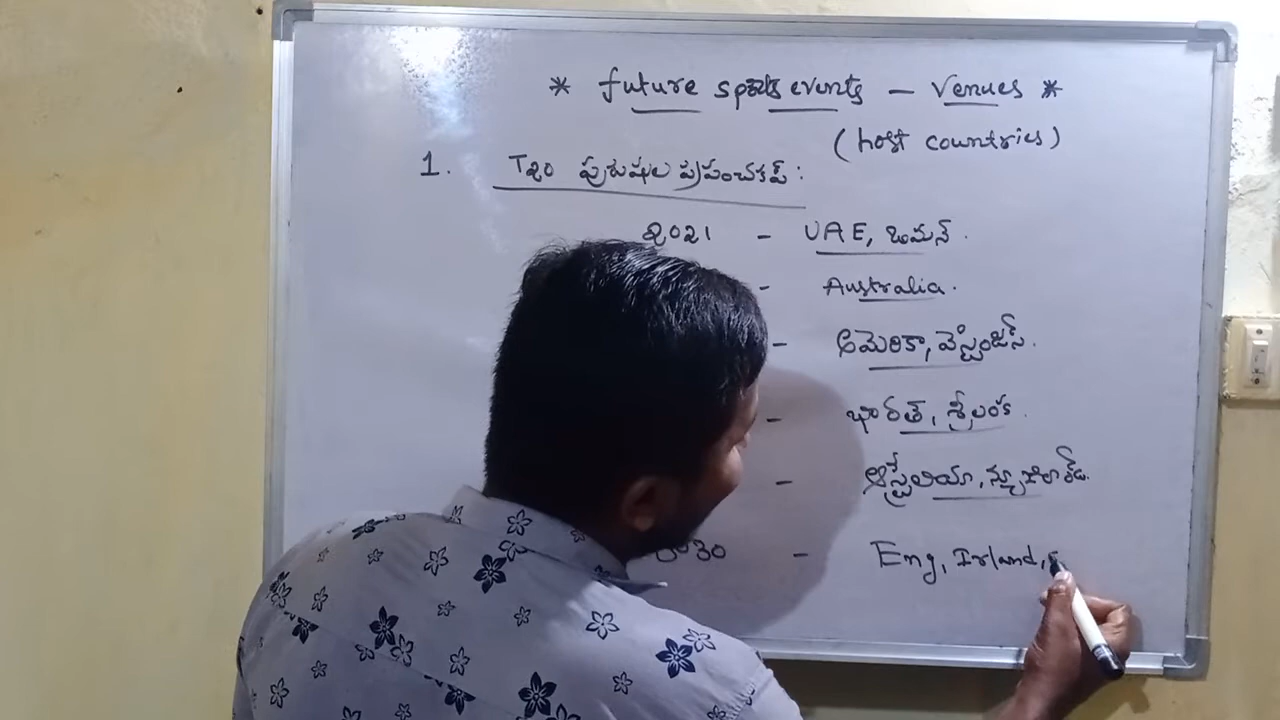 * future sports events - Venues *
(host countries)
1. T20 పురుషుల ప్రపంచకప్:
2021 - UAE, ఒమన్.
- Australia.
- అమెరికా, వెస్టిండీస్.
- భారత్, శ్రీలంక.
- ఆస్ట్రేలియా, న్యూజిలాండ్.
2030 - Eng, Irland,